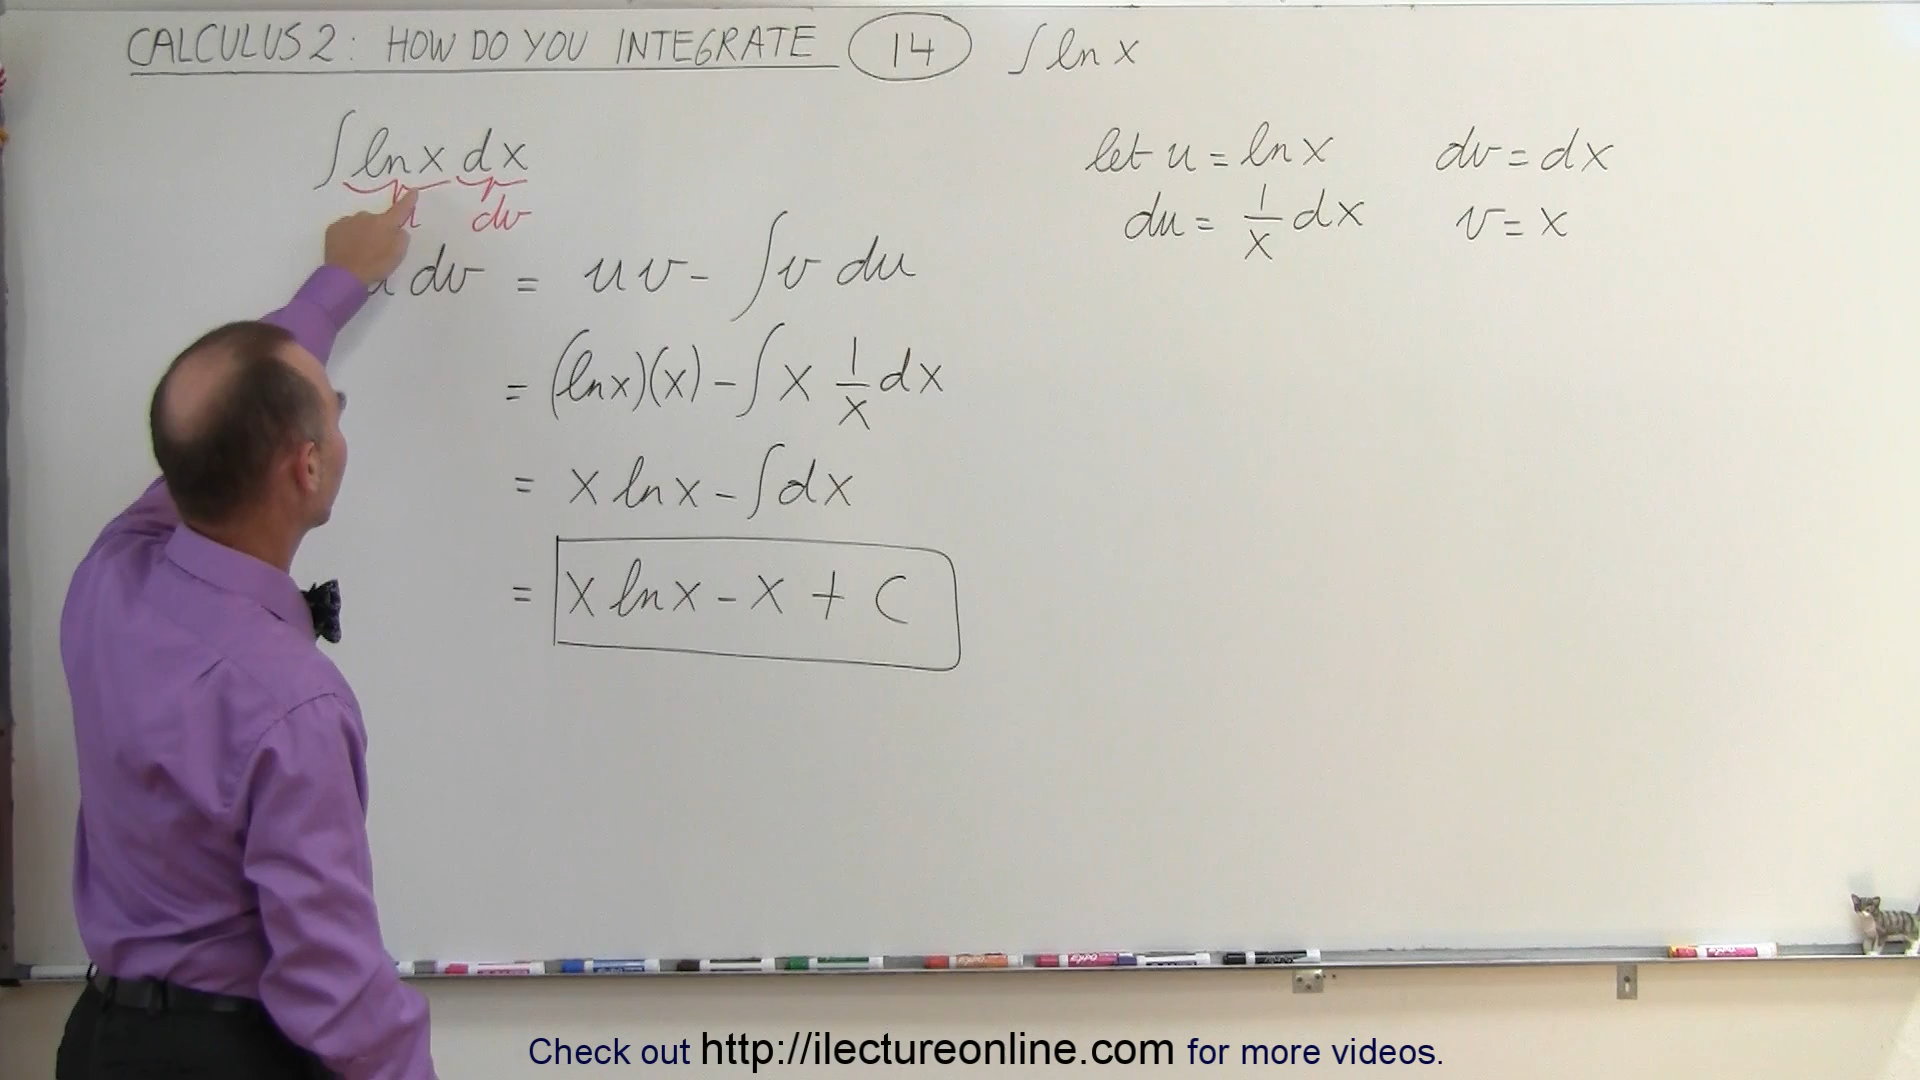 CALCULUS 2: HOW DO YOU INTEGRATE 14 ∫ ln x
∫ ln x dx
u dv
let u = ln x dv = dx
du = 1/x dx v = x
u dv = uv - ∫ v du
= (ln x)(x) - ∫ x 1/x dx
= x ln x - ∫ dx
= x ln x - x + C
Check out http://ilectureonline.com for more videos.